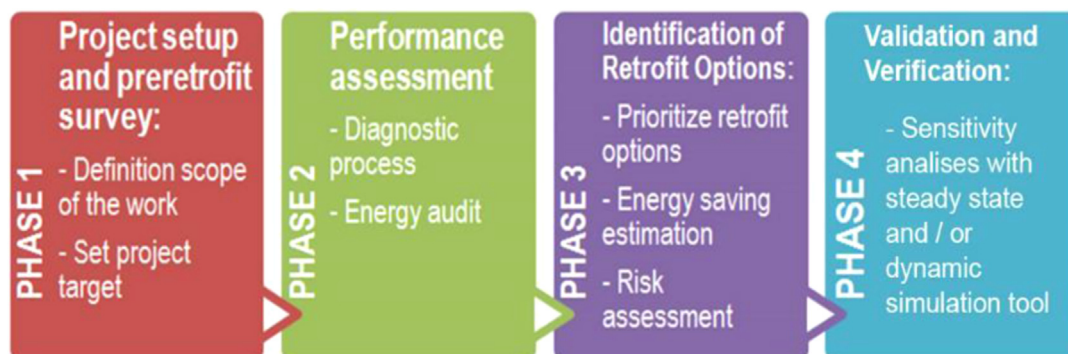 PHASE 1
Project setup
and preretrofit
survey:
- Definition scope
of the work
- Set project
target
PHASE 2
Performance
assessment
- Diagnostic
process
- Energy audit
PHASE 3
Identification of
Retrofit Options:
- Prioritize retrofit
options
- Energy saving
estimation
- Risk
assessment
PHASE 4
Validation and
Verification:
- Sensitivity
analises with
steady state
and / or
dynamic
simulation tool